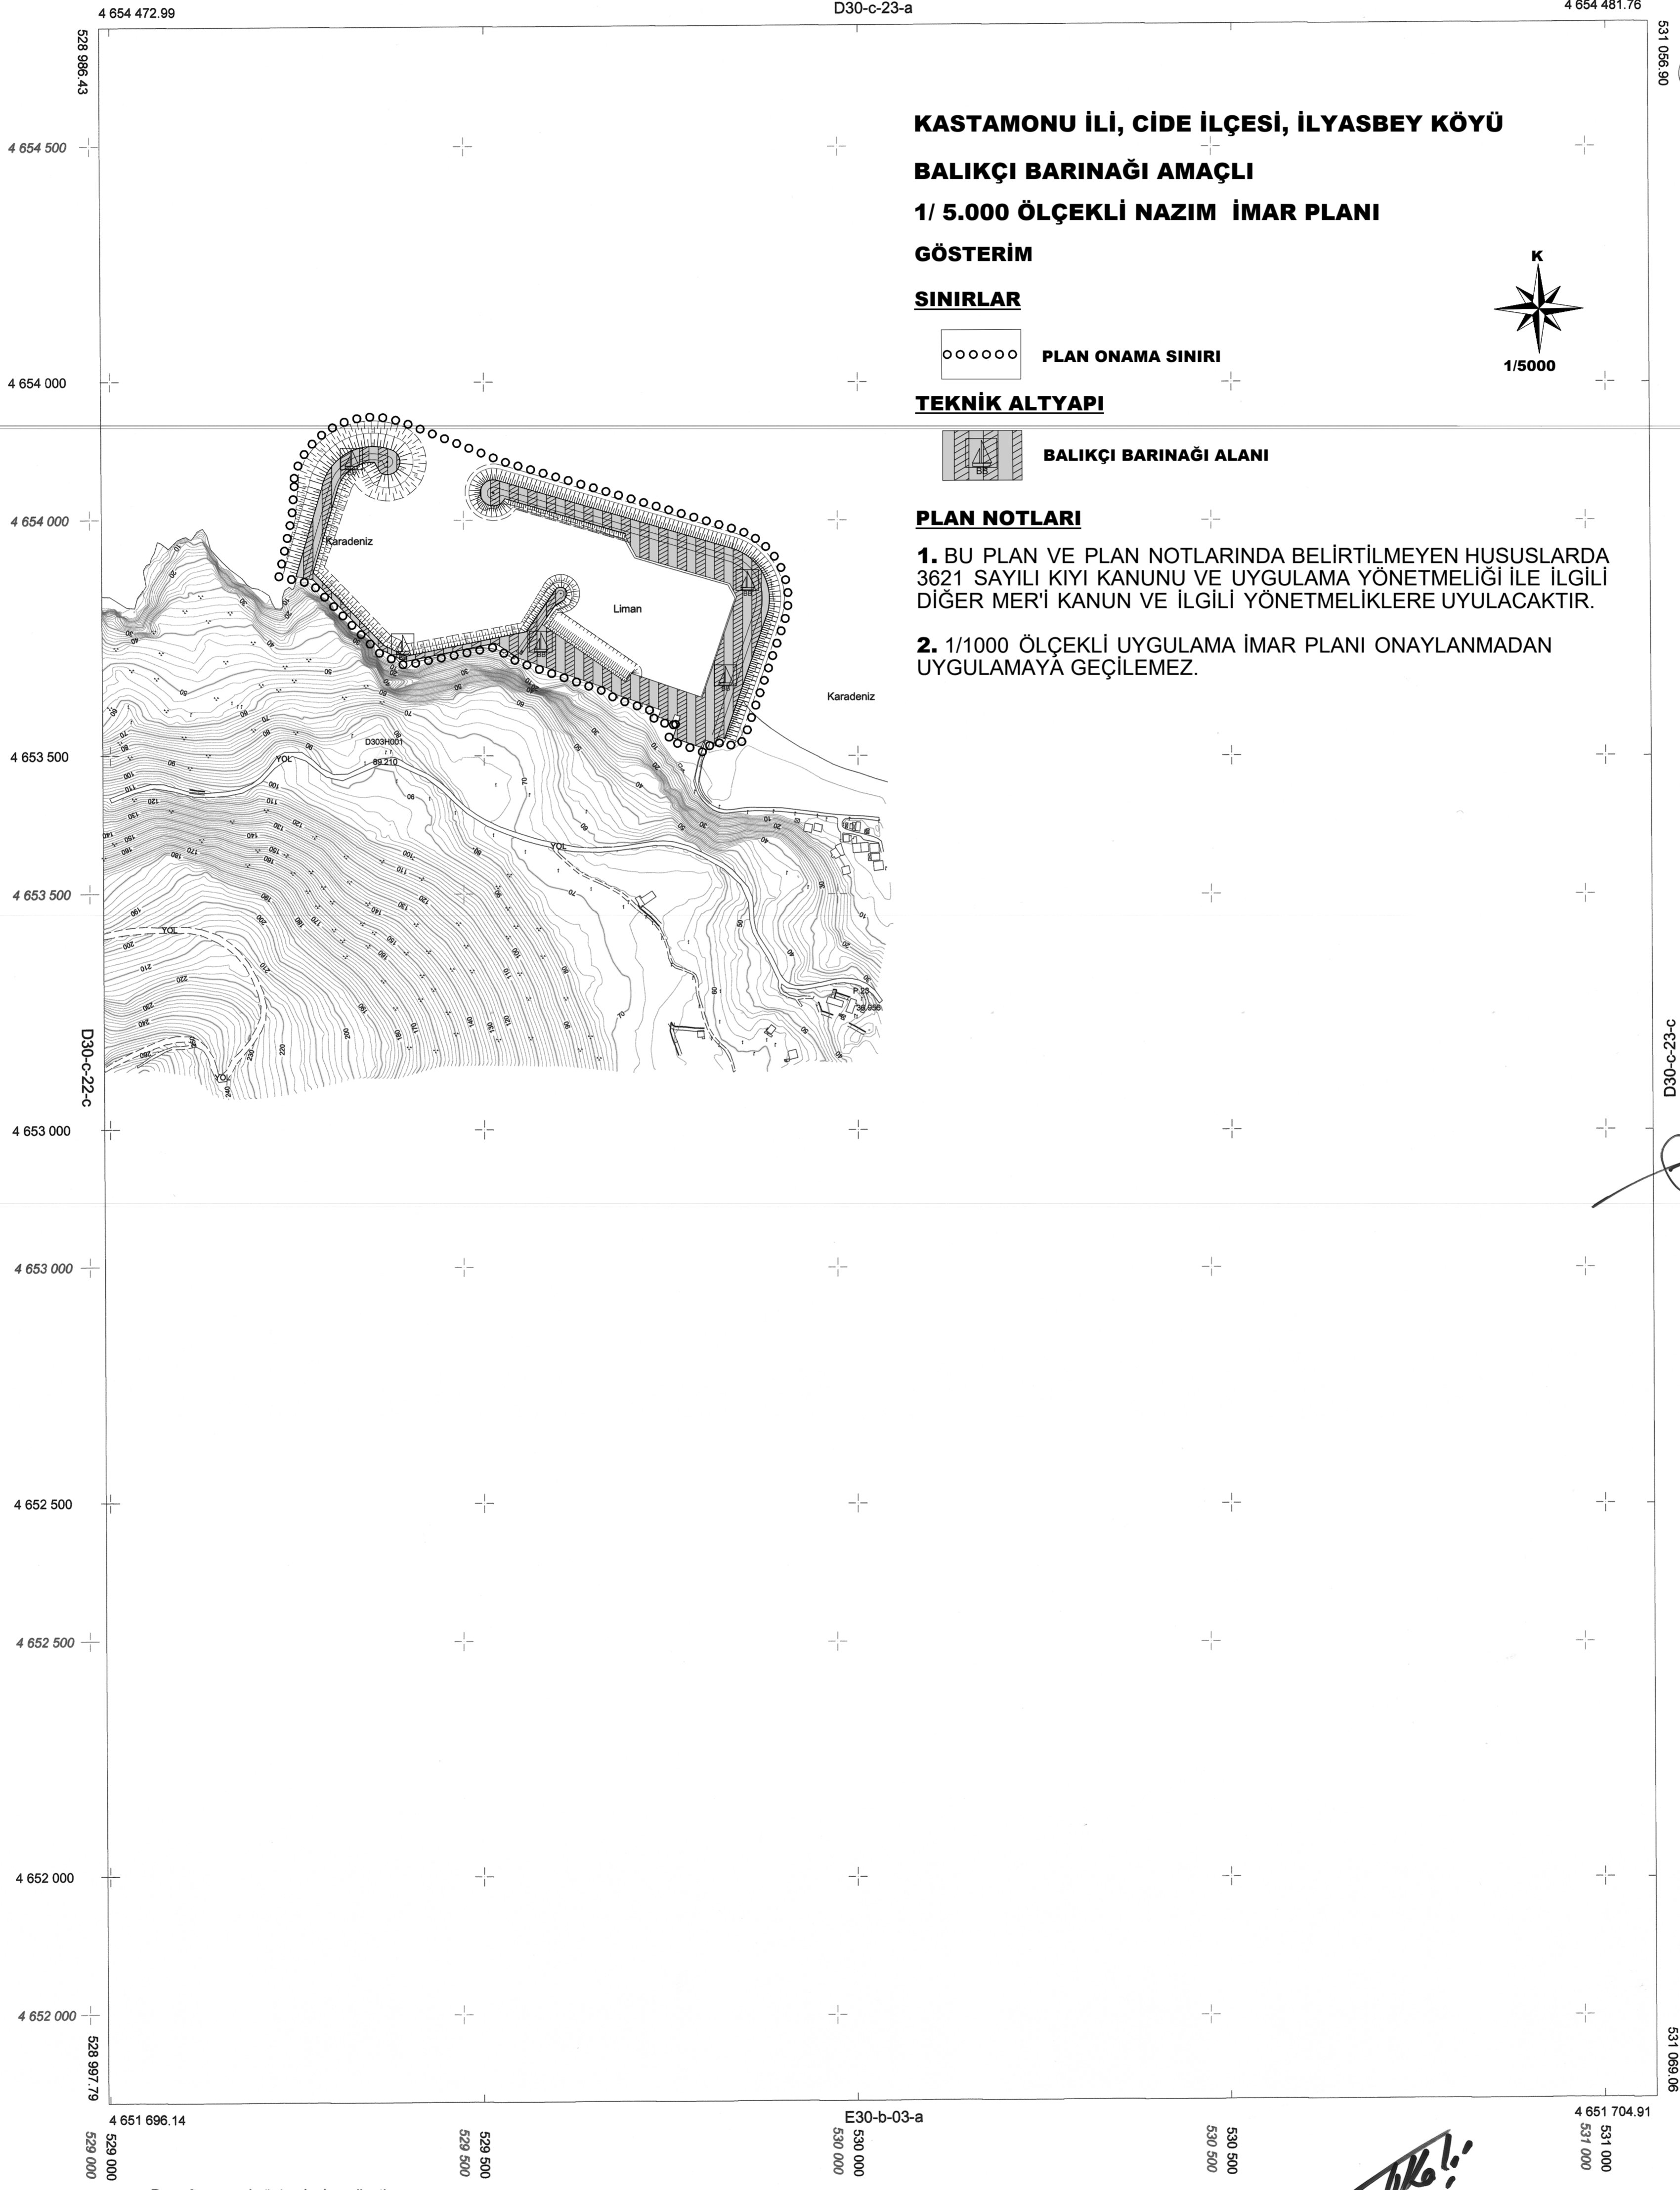 4 654 472.99
D30-c-23-a
4 654 481.76
528 986.43
531 056.90
KASTAMONU İLİ, CİDE İLÇESİ, İLYASBEY KÖYÜ
4 654 500
BALIKÇI BARINAĞI AMAÇLI
1/ 5.000 ÖLÇEKLİ NAZIM İMAR PLANI
GÖSTERİM
K
SINIRLAR
PLAN ONAMA SINIRI
1/5000
4 654 000
TEKNİK ALTYAPI
BB
BALIKÇI BARINAĞI ALANI
4 654 000
PLAN NOTLARI
1. BU PLAN VE PLAN NOTLARINDA BELİRTİLMEYEN HUSUSLARDA
3621 SAYILI KIYI KANUNU VE UYGULAMA YÖNETMELİĞİ İLE İLGİLİ
DİĞER MER'İ KANUN VE İLGİLİ YÖNETMELİKLERE UYULACAKTIR.
2. 1/1000 ÖLÇEKLİ UYGULAMA İMAR PLANI ONAYLANMADAN
UYGULAMAYA GEÇİLEMEZ.
Karadeniz
Liman
Karadeniz
D303H001
89.210
4 653 500
YOL
YOL
4 653 500
YOL
P.23
39.956
YOL
D30-c-22-c
D30-c-23-c
4 653 000
4 653 000
4 652 500
4 652 500
4 652 000
4 652 000
528 997.79
531 069.06
4 651 696.14
E30-b-03-a
4 651 704.91
529 000
529 000
529 500
529 500
530 000
530 000
530 500
530 500
531 000
531 000